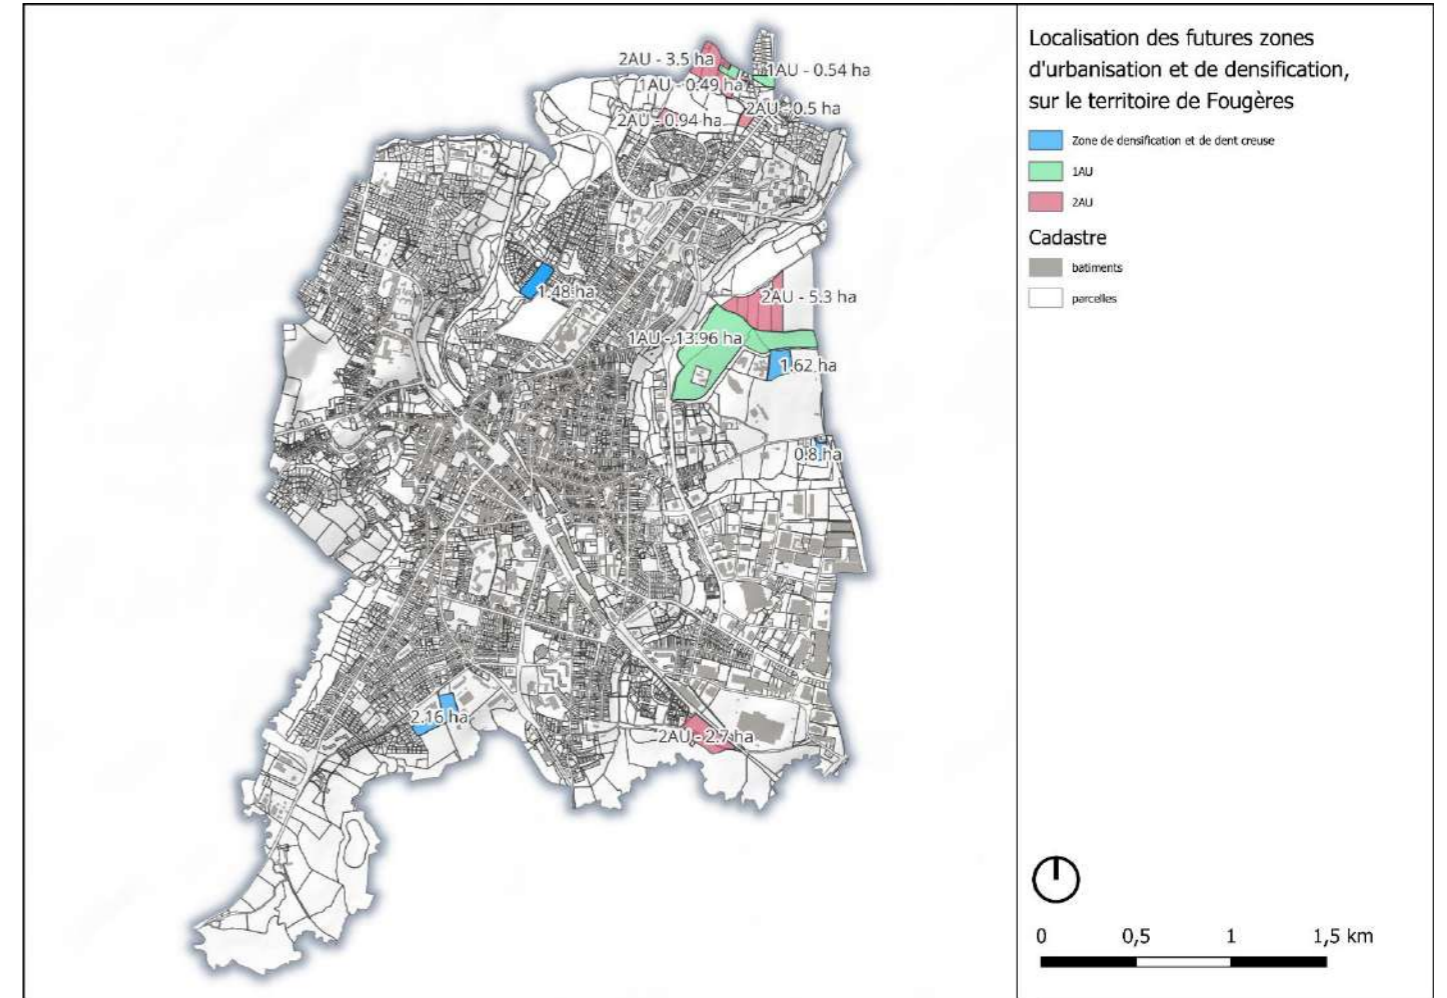 2AU - 3.5 ha
1AU - 0.54 ha
1AU - 0.49 ha
2AU - 0.5 ha
2AU - 0.94 ha
1.48 ha
2AU - 5.3 ha
1AU - 13.96 ha
1.62 ha
0.8 ha
2.16 ha
2AU - 2.7 ha
Localisation des futures zones
d'urbanisation et de densification,
sur le territoire de Fougères
Zone de densification et de dent creuse
1AU
2AU
Cadastre
batiments
parcelles
0 0,5 1 1,5 km